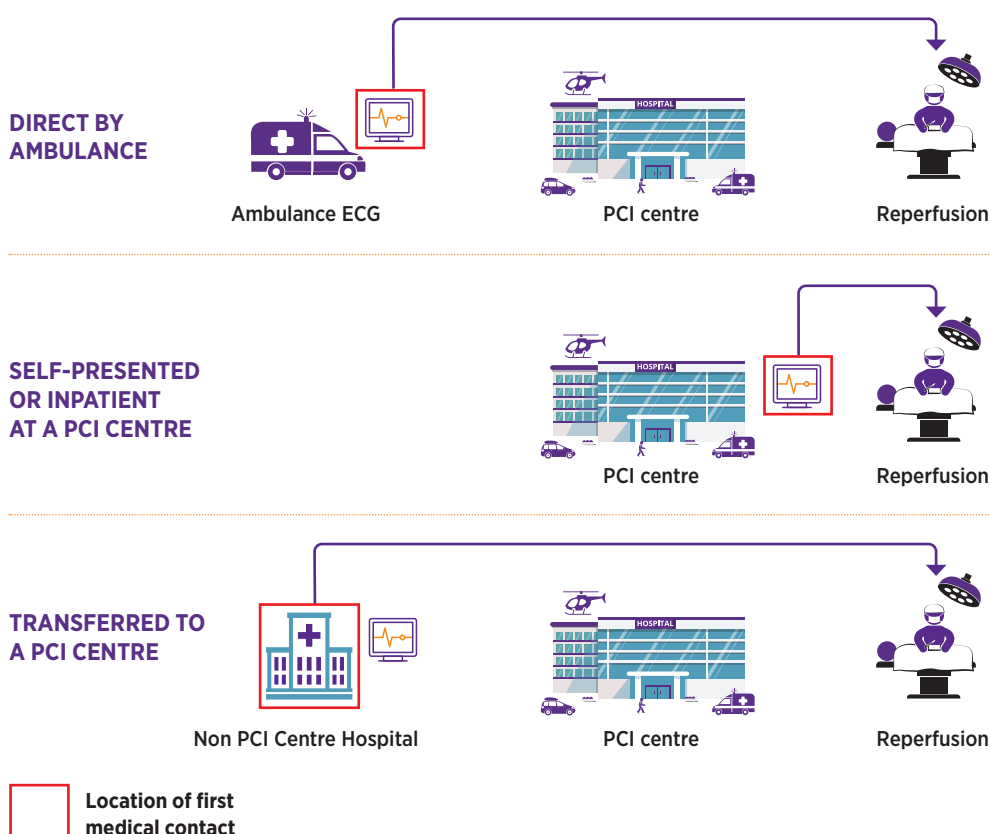 DIRECT BY
AMBULANCE
HOSPITAL
Ambulance ECG
PCI centre
Reperfusion
SELF-PRESENTED
OR INPATIENT
AT A PCI CENTRE
HOSPITAL
PCI centre
Reperfusion
TRANSFERRED TO
A PCI CENTRE
HOSPITAL
Non PCI Centre Hospital
PCI centre
Reperfusion
Location of first
medical contact